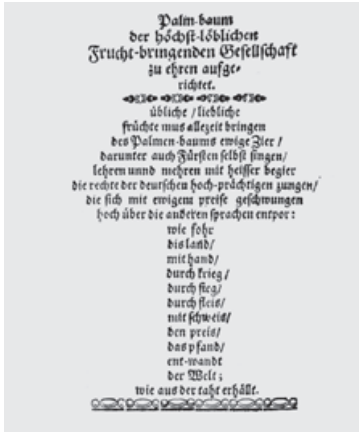 Palm-baum
der höchst-löblichen
Frucht-bringenden Gesellschaft
zu ehren aufge-
richtet.
übliche / liebliche
früchte mus allezeit bringen
des Palmen-baums ewige Zier /
darunter auch Fürsten selbst singen /
lehren unnd mehren mit heisser begier
die rechte der deutschen hoch-prächtigen zungen /
die sich mit ewigem preise geschwungen
hoch über die anderen sprachen entpor :
wie fohr
dis land /
mit hand /
durch krieg /
durch sieg /
durch fleis /
mit schweis /
den preis /
das pfand /
ent-wandt
der Welt ;
wie aus der taht erhällt.